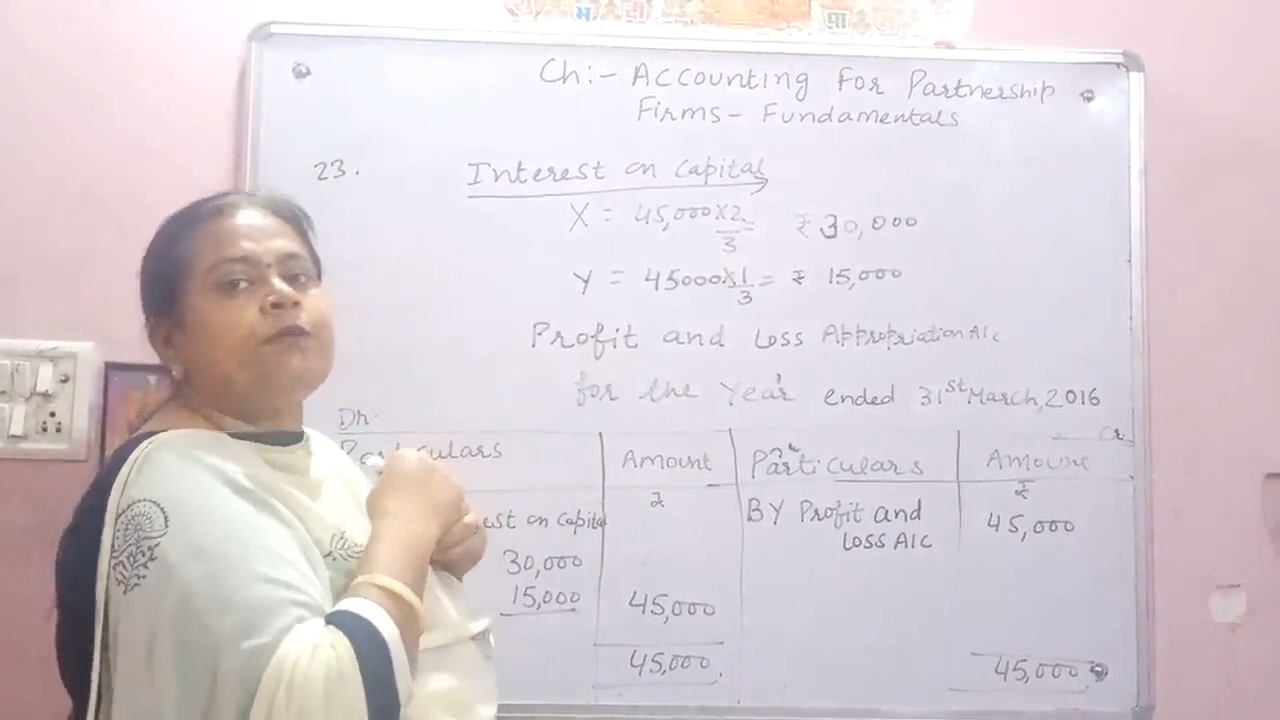 म
पा
Ch:- Accounting For Partnership
Firms- Fundamentals
23. Interest on Capital
X = 45,000x2/3 = ₹ 30,000
Y = 45000x1/3 = ₹ 15,000
Profit and Loss Appropriation A/c
for the Year ended 31st March, 2016
Dr. Cr.
Particulars Amount Particulars Amount
₹ ₹
est on Capital BY Profit and 45,000
Loss A/c
30,000
15,000 45,000
45,000 45,000